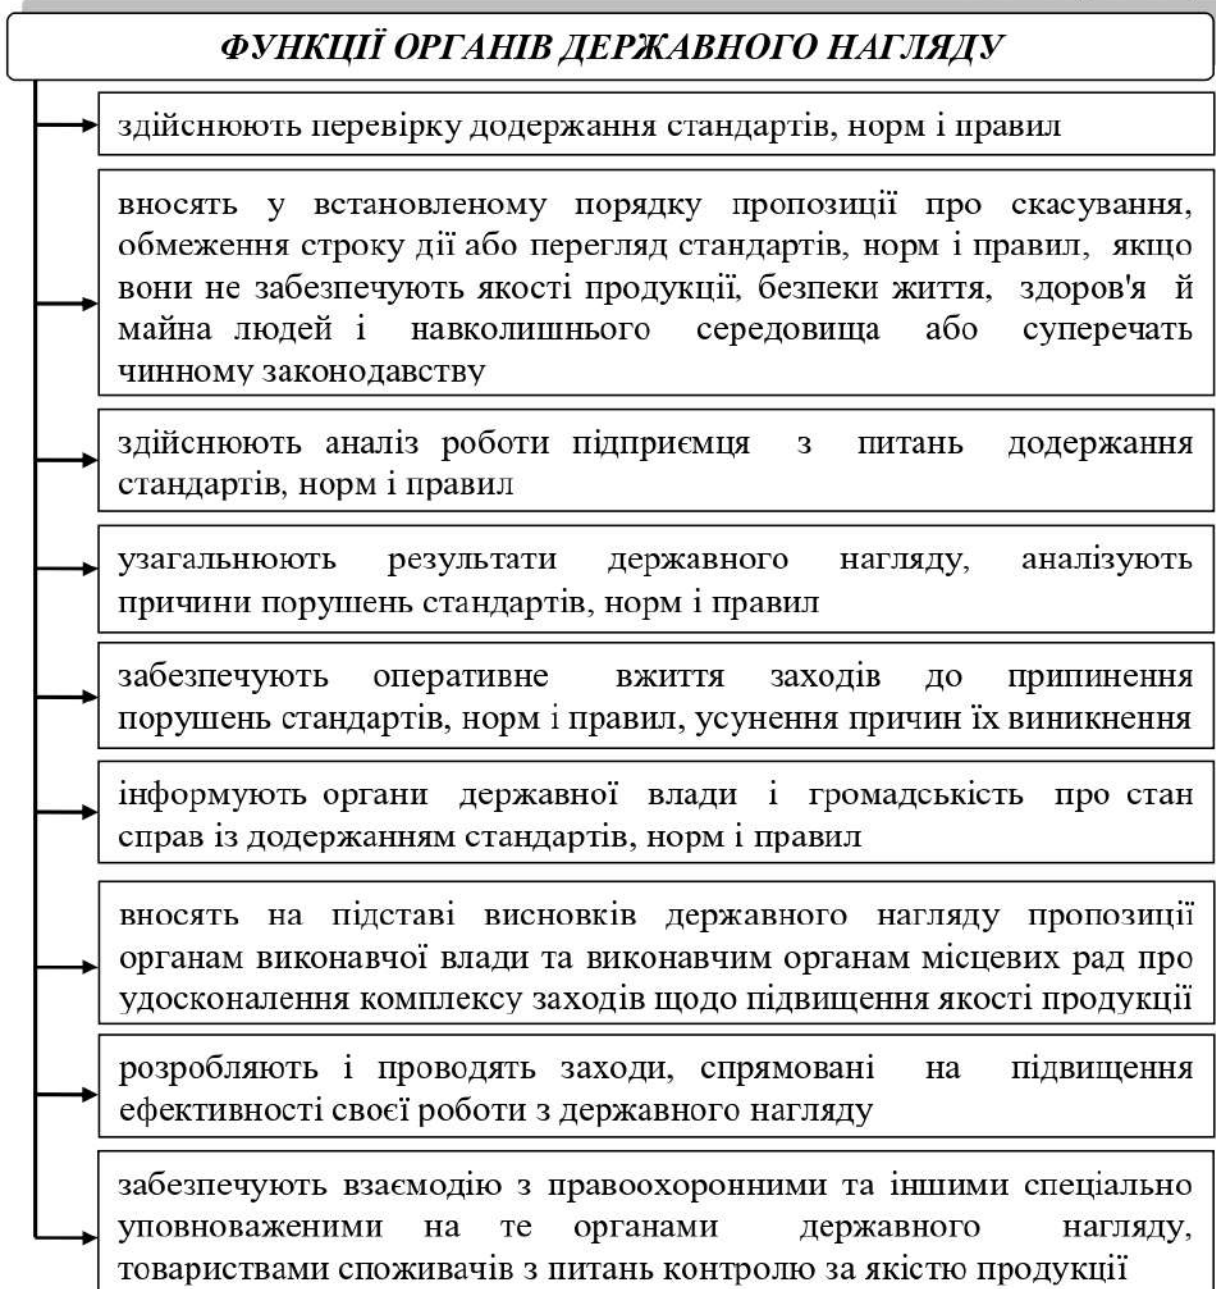 ФУНКЦІЇ ОРГАНІВ ДЕРЖАВНОГО НАГЛЯДУ
здійснюють перевірку додержання стандартів, норм і правил
вносять у встановленому порядку пропозиції про скасування,
обмеження строку дії або перегляд стандартів, норм і правил, якщо
вони не забезпечують якості продукції, безпеки життя, здоров'я й
майна людей і навколишнього середовища або суперечать
чинному законодавству
здійснюють аналіз роботи підприємця з питань додержання
стандартів, норм і правил
узагальнюють результати державного нагляду, аналізують
причини порушень стандартів, норм і правил
забезпечують оперативне вжиття заходів до припинення
порушень стандартів, норм і правил, усунення причин їх виникнення
інформують органи державної влади і громадськість про стан
справ із додержанням стандартів, норм і правил
вносять на підставі висновків державного нагляду пропозиції
органам виконавчої влади та виконавчим органам місцевих рад про
удосконалення комплексу заходів щодо підвищення якості продукції
розробляють і проводять заходи, спрямовані на підвищення
ефективності своєї роботи з державного нагляду
забезпечують взаємодію з правоохоронними та іншими спеціально
уповноваженими на те органами державного нагляду,
товариствами споживачів з питань контролю за якістю продукції